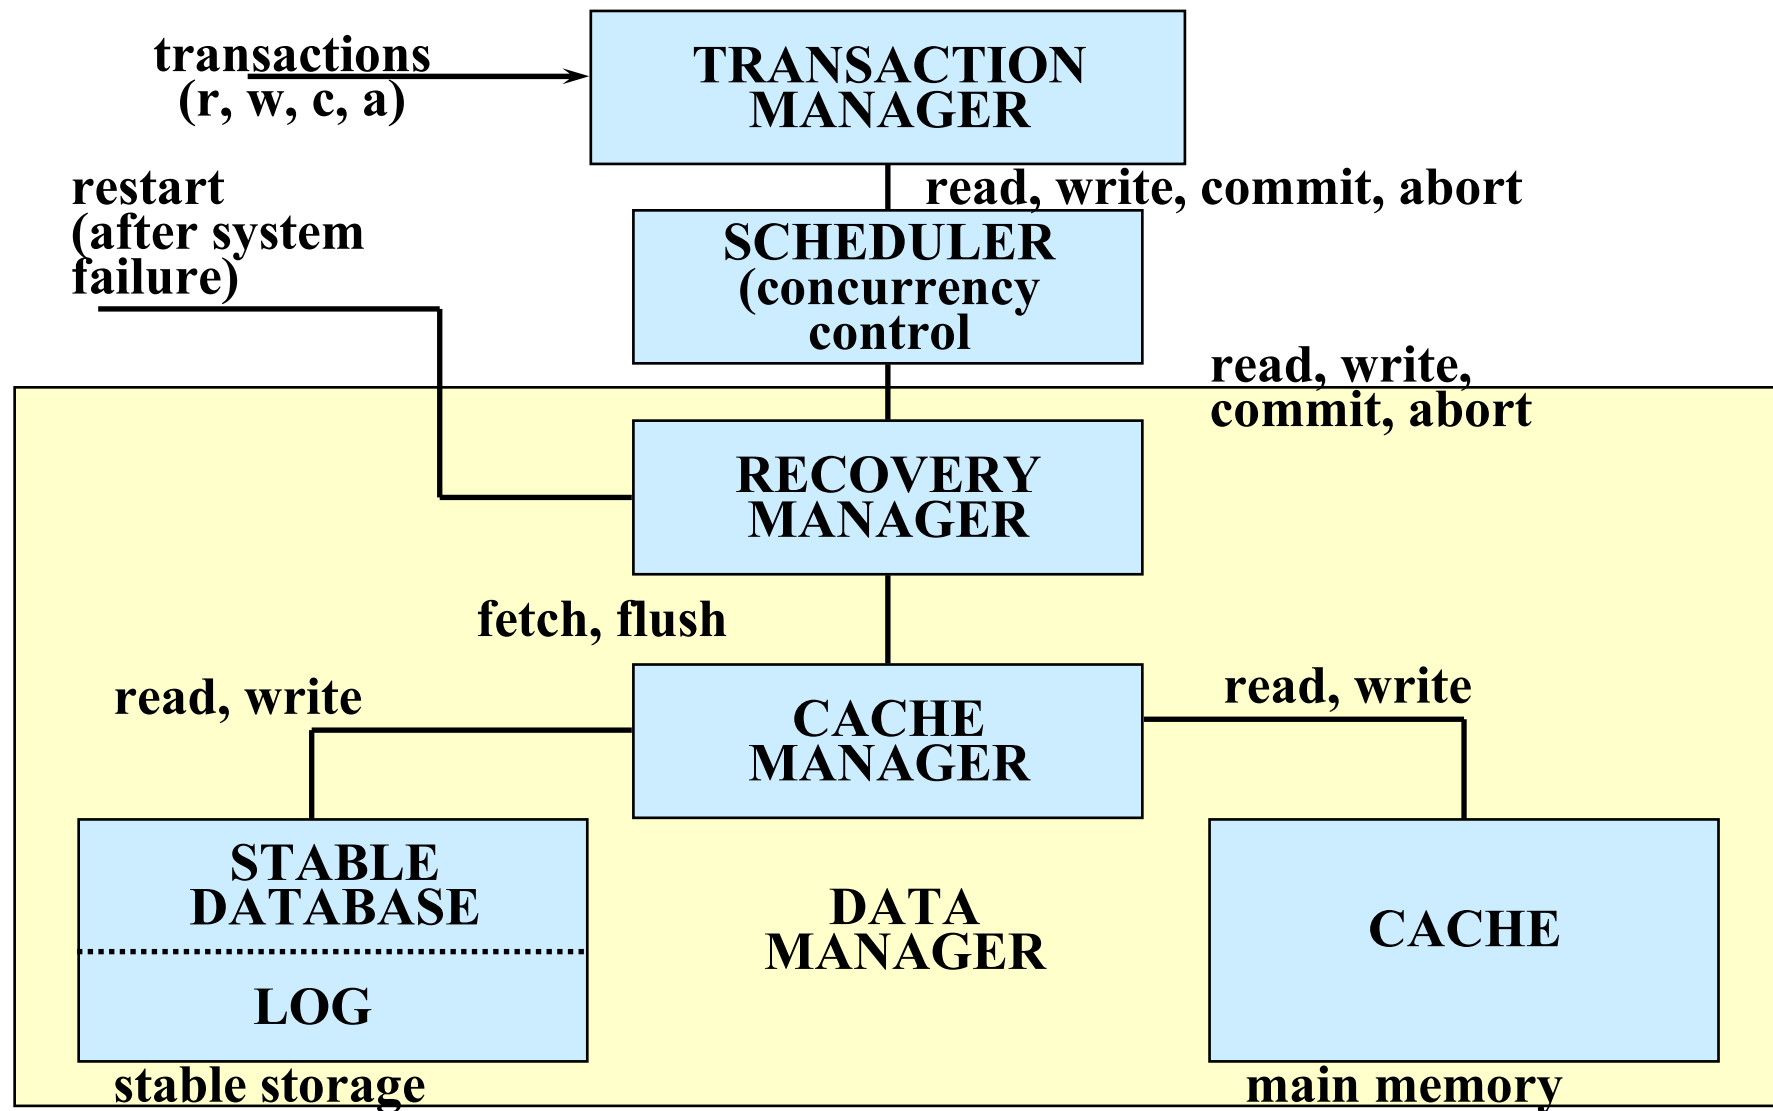 transactions
(r, w, c, a)
TRANSACTION
MANAGER
read, write, commit, abort
restart
(after system
failure)
SCHEDULER
(concurrency
control
read, write,
commit, abort
RECOVERY
MANAGER
fetch, flush
read, write
CACHE
MANAGER
read, write
STABLE
DATABASE
LOG
stable storage
DATA
MANAGER
CACHE
main memory